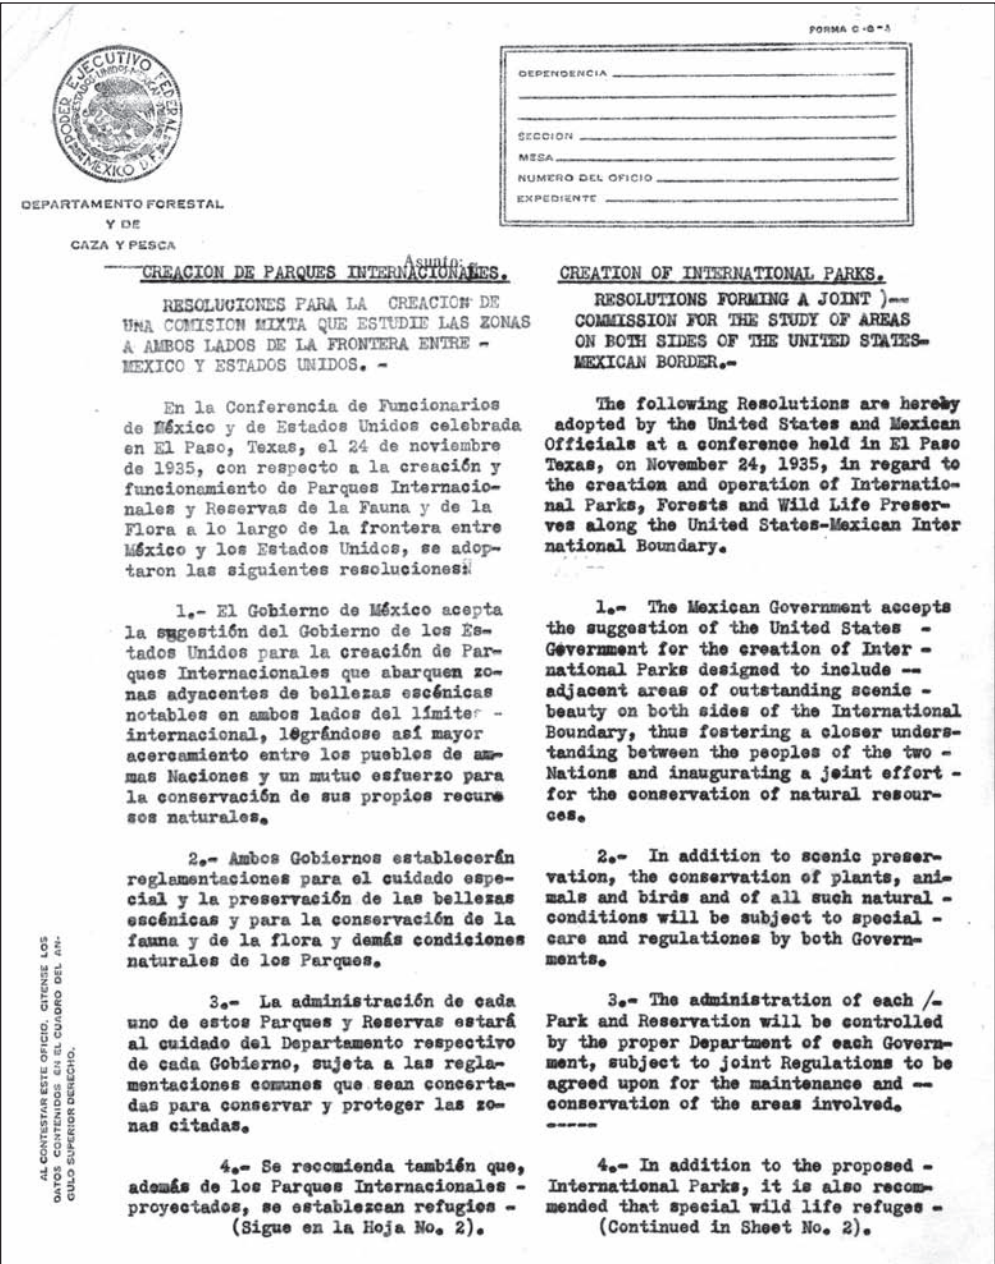 FORMA C-G-1
PODER EJECUTIVO FEDERAL
ESTADOS UNIDOS MEXICANOS
MEXICO D.F.
DEPENDENCIA
SECCION
MESA
NUMERO DEL OFICIO
EXPEDIENTE
DEPARTAMENTO FORESTAL
Y DE
CAZA Y PESCA
Asunto:
CREACION DE PARQUES INTERNACIONALES.
RESOLUCIONES PARA LA CREACION DE
UNA COMISION MIXTA QUE ESTUDIE LAS ZONAS
A AMBOS LADOS DE LA FRONTERA ENTRE -
MEXICO Y ESTADOS UNIDOS. -
En la Conferencia de Funcionarios
de México y de Estados Unidos celebrada
en El Paso, Texas, el 24 de noviembre
de 1935, con respecto a la creación y
funcionamiento de Parques Internacio-
nales y Reservas de la Fauna y de la
Flora a lo largo de la frontera entre
México y los Estados Unidos, se adop-
taron las siguientes resoluciones:
1.- El Gobierno de México acepta
la sugestión del Gobierno de los Es-
tados Unidos para la creación de Par-
ques Internacionales que abarquen zo-
nas adyacentes de bellezas escénicas
notables en ambos lados del límite -
internacional, lográndose así mayor
acercamiento entre los pueblos de am-
mas Naciones y un mutuo esfuerzo para
la conservación de sus propios recur-
sos naturales.
2.- Ambos Gobiernos establecerán
reglamentaciones para el cuidado espe-
cial y la preservación de las bellezas
escénicas y para la conservación de la
fauna y de la flora y demás condiciones
naturales de los Parques.
3.- La administración de cada
uno de estos Parques y Reservas estará
al cuidado del Departamento respectivo
de cada Gobierno, sujeta a las regla-
mentaciones comunes que sean concerta-
das para conservar y proteger las zo-
nas citadas.
4.- Se recomienda también que,
además de los Parques Internacionales -
proyectados, se establezcan refugios -
(Sigue en la Hoja No. 2).
CREATION OF INTERNATIONAL PARKS.
RESOLUTIONS FORMING A JOINT )--
COMMISSION FOR THE STUDY OF AREAS
ON BOTH SIDES OF THE UNITED STATES-
MEXICAN BORDER.-
The following Resolutions are hereby
adopted by the United States and Mexican
Officials at a conference held in El Paso
Texas, on November 24, 1935, in regard to
the creation and operation of Internatio-
nal Parks, Forests and Wild Life Preser-
ves along the United States-Mexican Inter
national Boundary.
1.- The Mexican Government accepts
the suggestion of the United States -
Government for the creation of Inter -
national Parks designed to include --
adjacent areas of outstanding scenic -
beauty on both sides of the International
Boundary, thus fostering a closer unders-
tanding between the peoples of the two -
Nations and inaugurating a joint effort -
for the conservation of natural resour-
ces.
2.- In addition to scenic preser-
vation, the conservation of plants, ani-
mals and birds and of all such natural -
conditions will be subject to special -
care and regulationes by both Govern-
ments.
3.- The administration of each /-
Park and Reservation will be controlled
by the proper Department of each Govern-
ment, subject to joint Regulations to be
agreed upon for the maintenance and --
conservation of the areas involved.
-----
4.- In addition to the proposed -
International Parks, it is also recom-
mended that special wild life refuges -
(Continued in Sheet No. 2).
AL CONTESTAR ESTE OFICIO, CITENSE LOS
DATOS CONTENIDOS EN EL CUADRO DEL AN-
GULO SUPERIOR DERECHO.